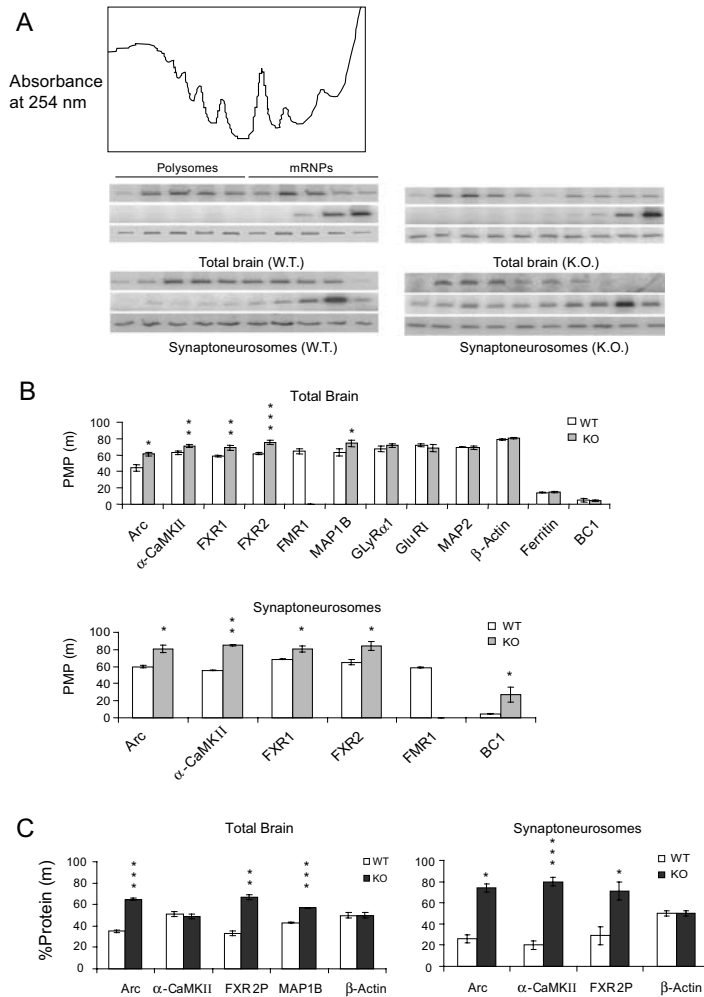 A
Absorbance
at 254 nm
Polysomes mRNPs
Total brain (W.T.) Total brain (K.O.)
Synaptoneurosomes (W.T.) Synaptoneurosomes (K.O.)
B
Total Brain
PMP (m)
100
80
60
40
20
0
* ** ** *** *
WT
KO
Arc α-CaMKII FXR1 FXR2 FMR1 MAP1B GLyRα1 GluRI MAP2 β-Actin Ferritin BC1
Synaptoneurosomes
PMP (m)
100
80
60
40
20
0
* ** * * *
WT
KO
Arc α-CaMKII FXR1 FXR2 FMR1 BC1
C
Total Brain
%Protein (m)
100
80
60
40
20
0
*** ** ***
WT
KO
Arc α-CaMKII FXR2P MAP1B β-Actin
Synaptoneurosomes
100
80
60
40
20
0
* *** *
WT
KO
Arc α-CaMKII FXR2P β-Actin